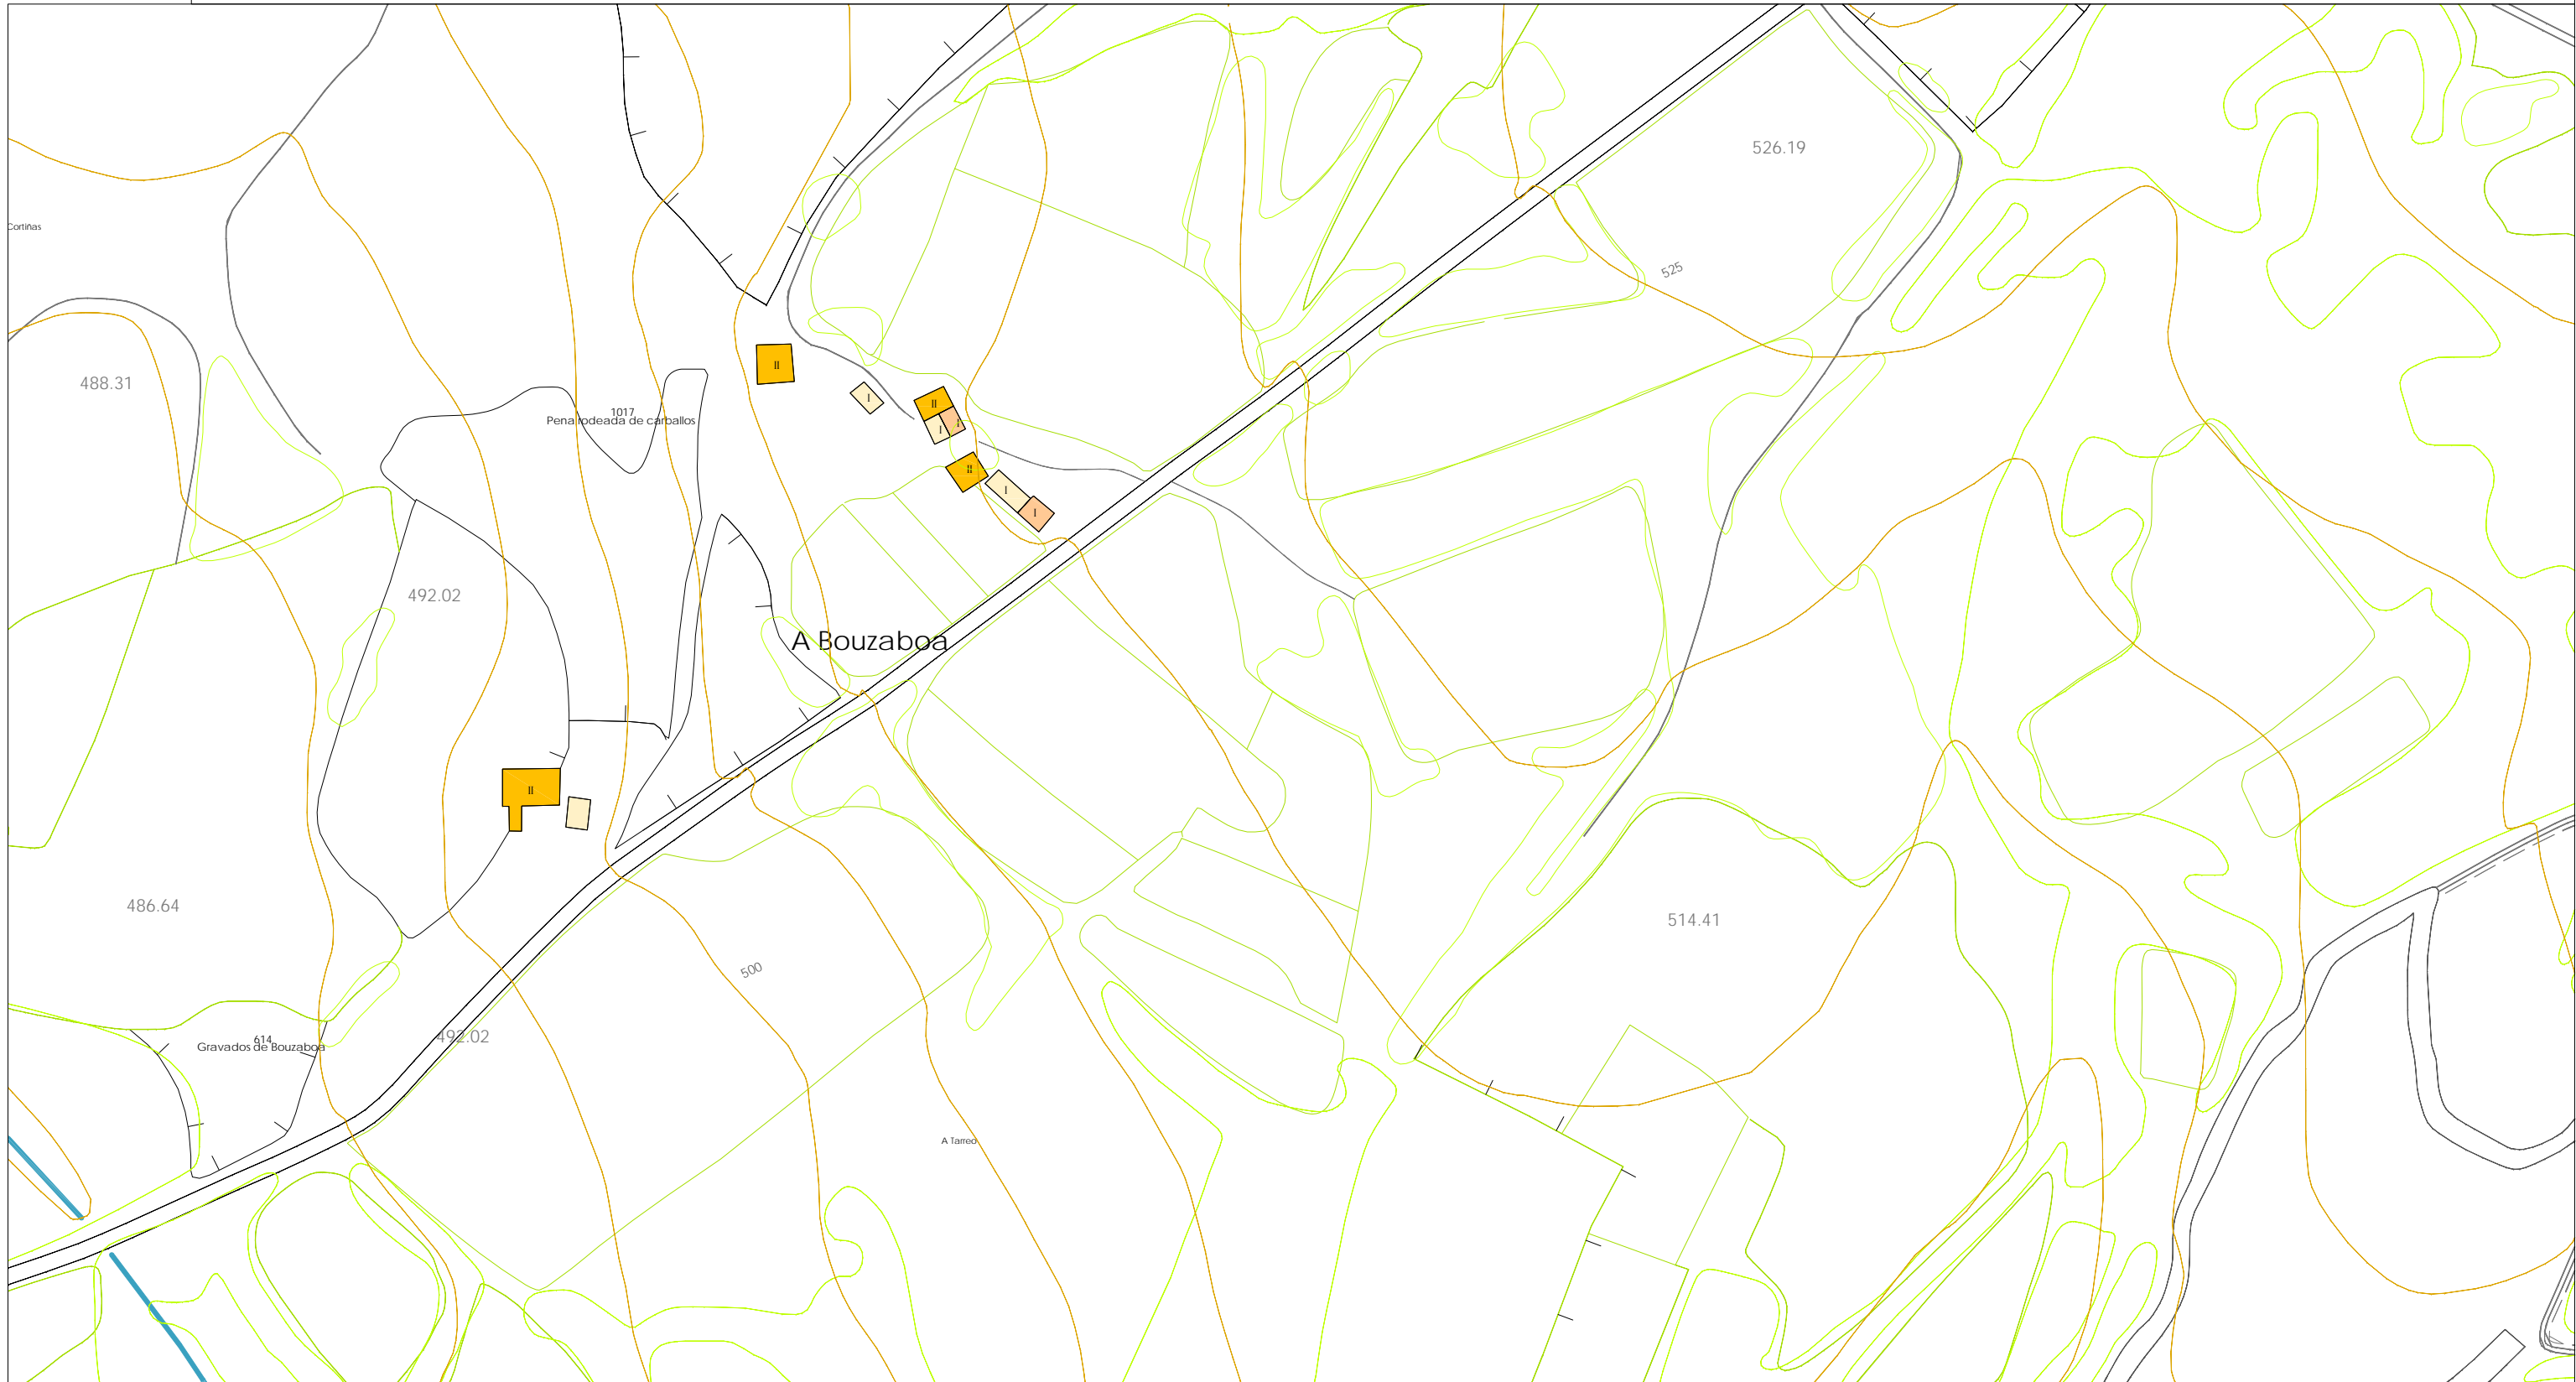 526.19
Cortiñas
525
II
488.31
I
II
1017
Pena rodeada de carballos
I
I
II
I
I
492.02
A Bouzaboa
II
486.64
514.41
500
492.02
614
Gravados de Bouzaboa
A Tarreo